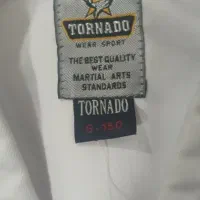 TORNADO
WEAR SPORT
THE BEST QUALITY
WEAR
MARTIAL ARTS
STANDARDS
TORNADO